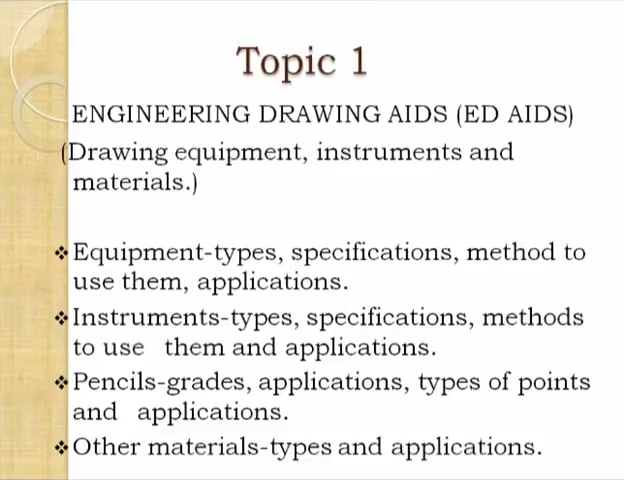 Topic 1
ENGINEERING DRAWING AIDS (ED AIDS)
(Drawing equipment, instruments and
materials.)
❖Equipment-types, specifications, method to
use them, applications.
❖Instruments-types, specifications, methods
to use them and applications.
❖Pencils-grades, applications, types of points
and applications.
❖Other materials-types and applications.